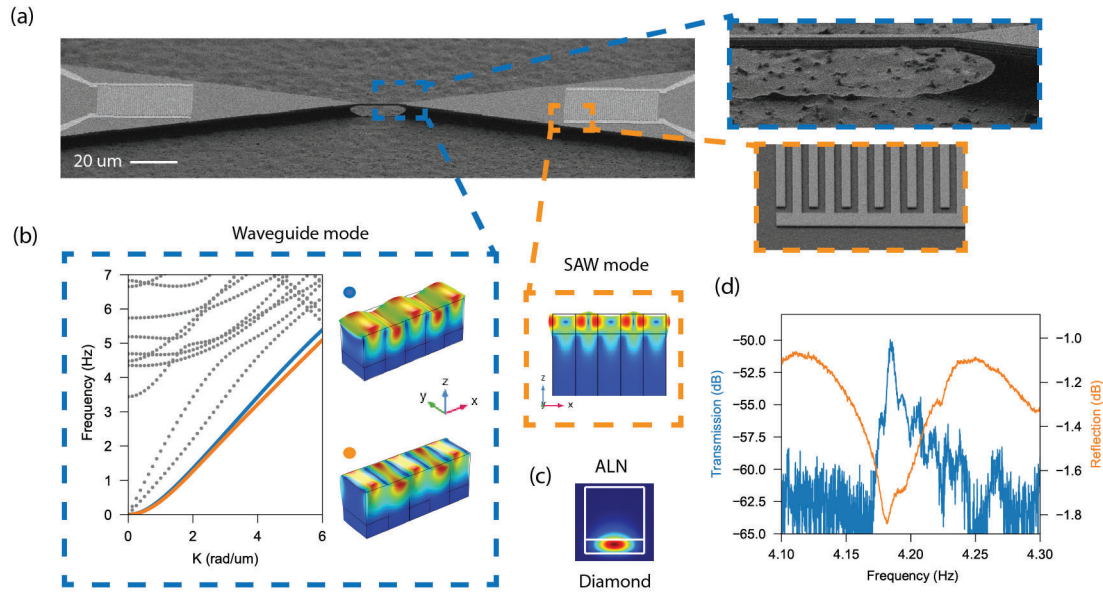 (a)
20 um
(b)
Waveguide mode
7
6
5
4
3
2
1
0
Frequency (Hz)
0
2
4
6
K (rad/um)
z
y
x
SAW mode
z
y
x
(c)
ALN
Diamond
(d)
−50.0
−52.5
−55.0
−57.5
−60.0
−62.5
−65.0
Transmission (dB)
−1.0
−1.2
−1.4
−1.6
−1.8
Reflection (dB)
4.10
4.15
4.20
4.25
4.30
Frequency (Hz)